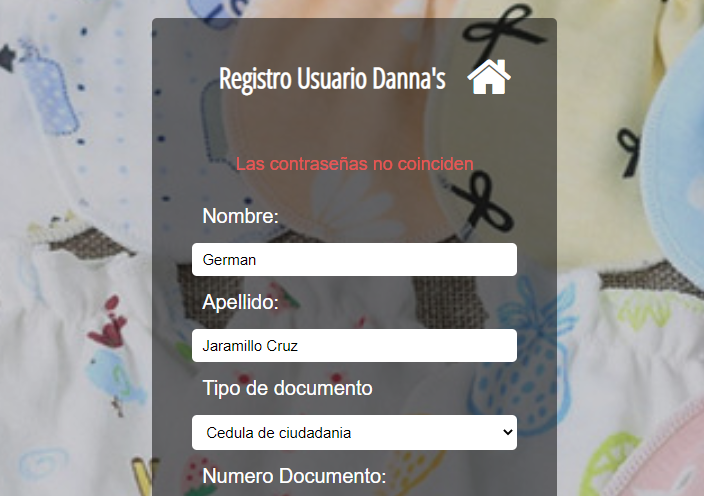 Registro Usuario Danna's
Las contraseñas no coinciden
Nombre:
German
Apellido:
Jaramillo Cruz
Tipo de documento
Cedula de ciudadania
Numero Documento: